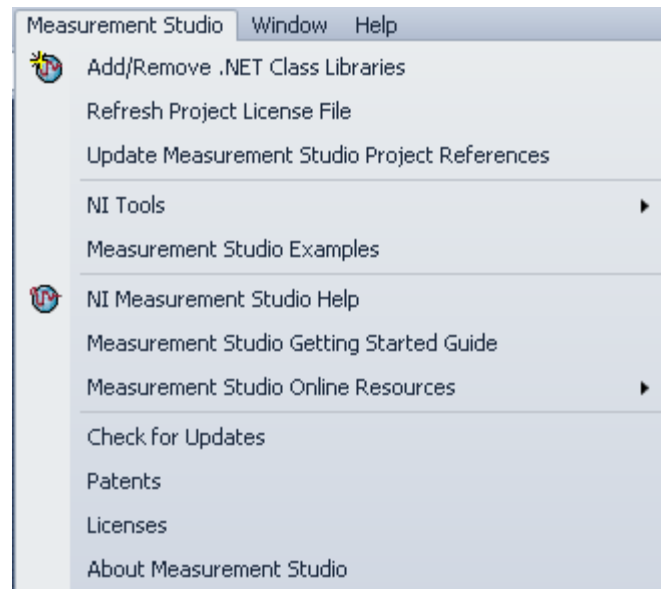 Measurement Studio Window Help
Add/Remove .NET Class Libraries
Refresh Project License File
Update Measurement Studio Project References
NI Tools
Measurement Studio Examples
NI Measurement Studio Help
Measurement Studio Getting Started Guide
Measurement Studio Online Resources
Check for Updates
Patents
Licenses
About Measurement Studio